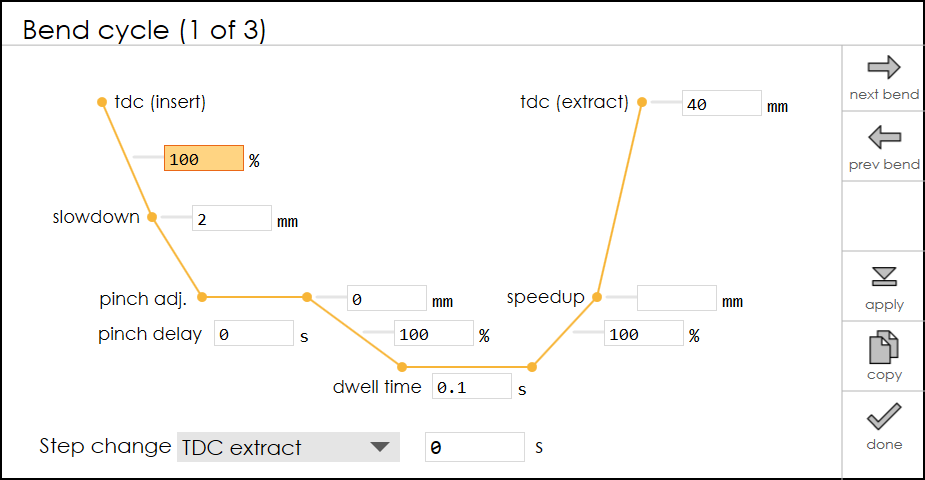 Bend cycle (1 of 3)
tdc (insert)
tdc (extract) 40 mm
100 %
slowdown 2 mm
pinch adj. 0 mm
speedup mm
pinch delay 0 s
100 %
100 %
dwell time 0.1 s
Step change TDC extract 0 s
next bend
prev bend
apply
copy
done